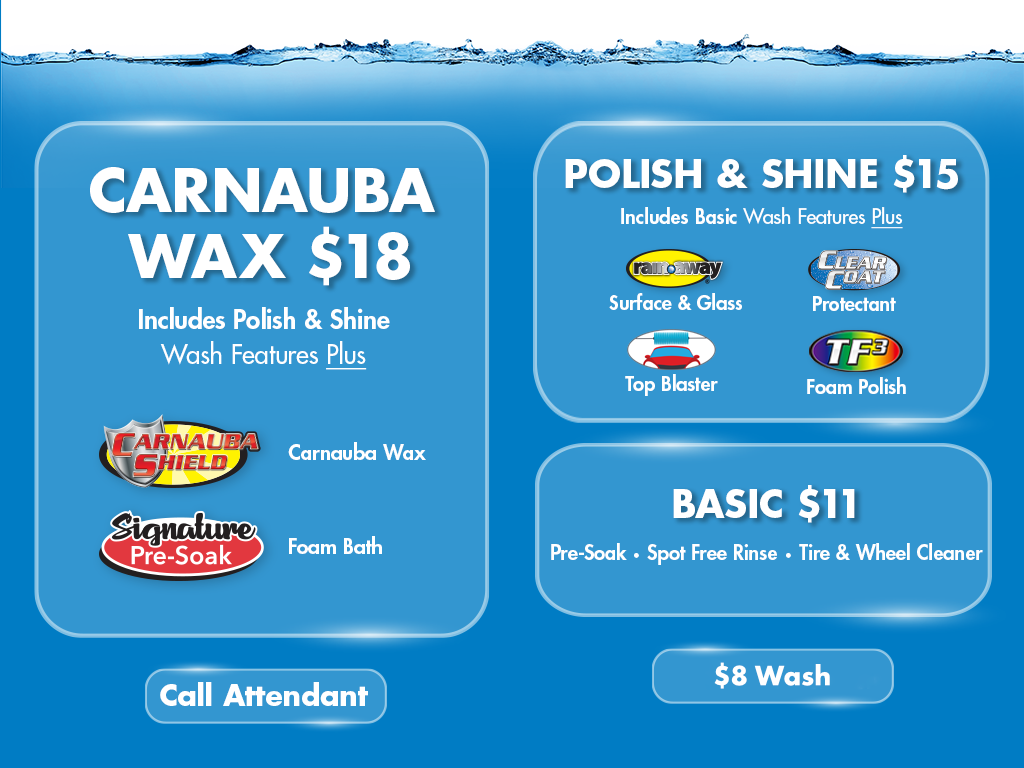 CARNAUBA
WAX $18
Includes Polish & Shine
Wash Features Plus
CARNAUBA
SHIELD
Carnauba Wax
Signature
Pre-Soak
Foam Bath
Call Attendant
POLISH & SHINE $15
Includes Basic Wash Features Plus
rain away
Surface & Glass
CLEAR
COAT
Protectant
Top Blaster
TF3
Foam Polish
BASIC $11
Pre-Soak • Spot Free Rinse • Tire & Wheel Cleaner
$8 Wash